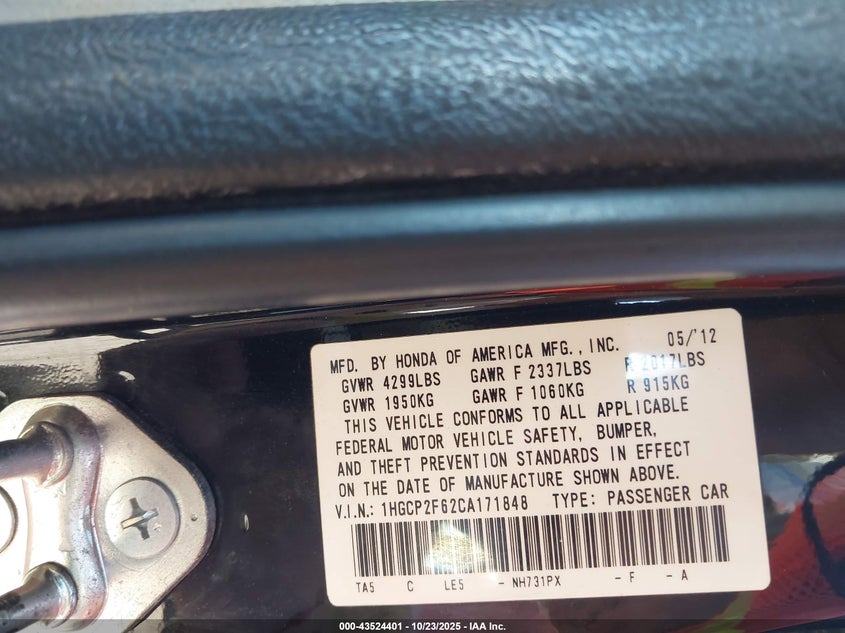 MFD. BY HONDA OF AMERICA MFG., INC. 05/'12
GVWR 4299LBS GAWR F 2337LBS R 2017LBS
GVWR 1950KG GAWR F 1060KG R 915KG
THIS VEHICLE CONFORMS TO ALL APPLICABLE
FEDERAL MOTOR VEHICLE SAFETY, BUMPER,
AND THEFT PREVENTION STANDARDS IN EFFECT
ON THE DATE OF MANUFACTURE SHOWN ABOVE.
V.I.N.: 1HGCP2F62CA171848 TYPE: PASSENGER CAR
TA5 C LE5 - NH731PX - F - A
000-43524401 - 10/23/2025 - IAA Inc.